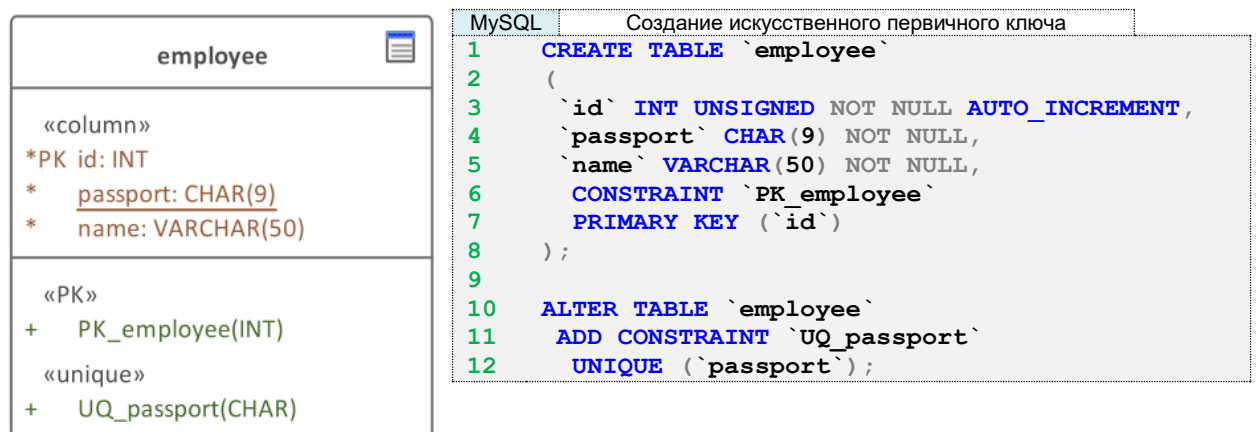 employee
«column»
*PK id: INT
* passport: CHAR(9)
* name: VARCHAR(50)
«PK»
+ PK_employee(INT)
«unique»
+ UQ_passport(CHAR)
MySQL Создание искусственного первичного ключа
1 CREATE TABLE `employee`
2 (
3 `id` INT UNSIGNED NOT NULL AUTO_INCREMENT,
4 `passport` CHAR(9) NOT NULL,
5 `name` VARCHAR(50) NOT NULL,
6 CONSTRAINT `PK_employee`
7 PRIMARY KEY (`id`)
8 );
9
10 ALTER TABLE `employee`
11 ADD CONSTRAINT `UQ_passport`
12 UNIQUE (`passport`);